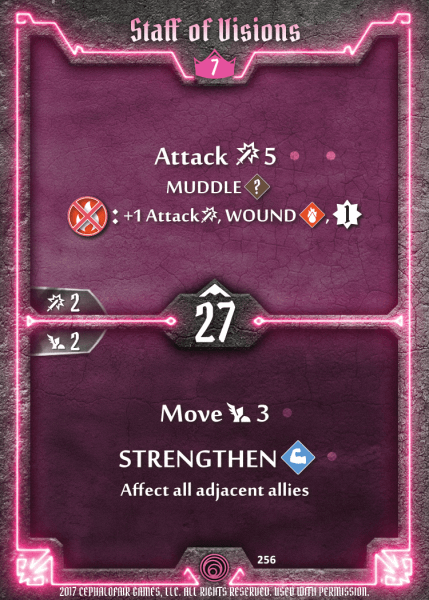 Staff of Visions
7
Attack 5
MUDDLE ?
: +1 Attack, WOUND, 1
2
27
2
Move 3
STRENGTHEN
Affect all adjacent allies
256
2017 CEPHALOFAIR GAMES, LLC. ALL RIGHTS RESERVED. USED WITH PERMISSION.